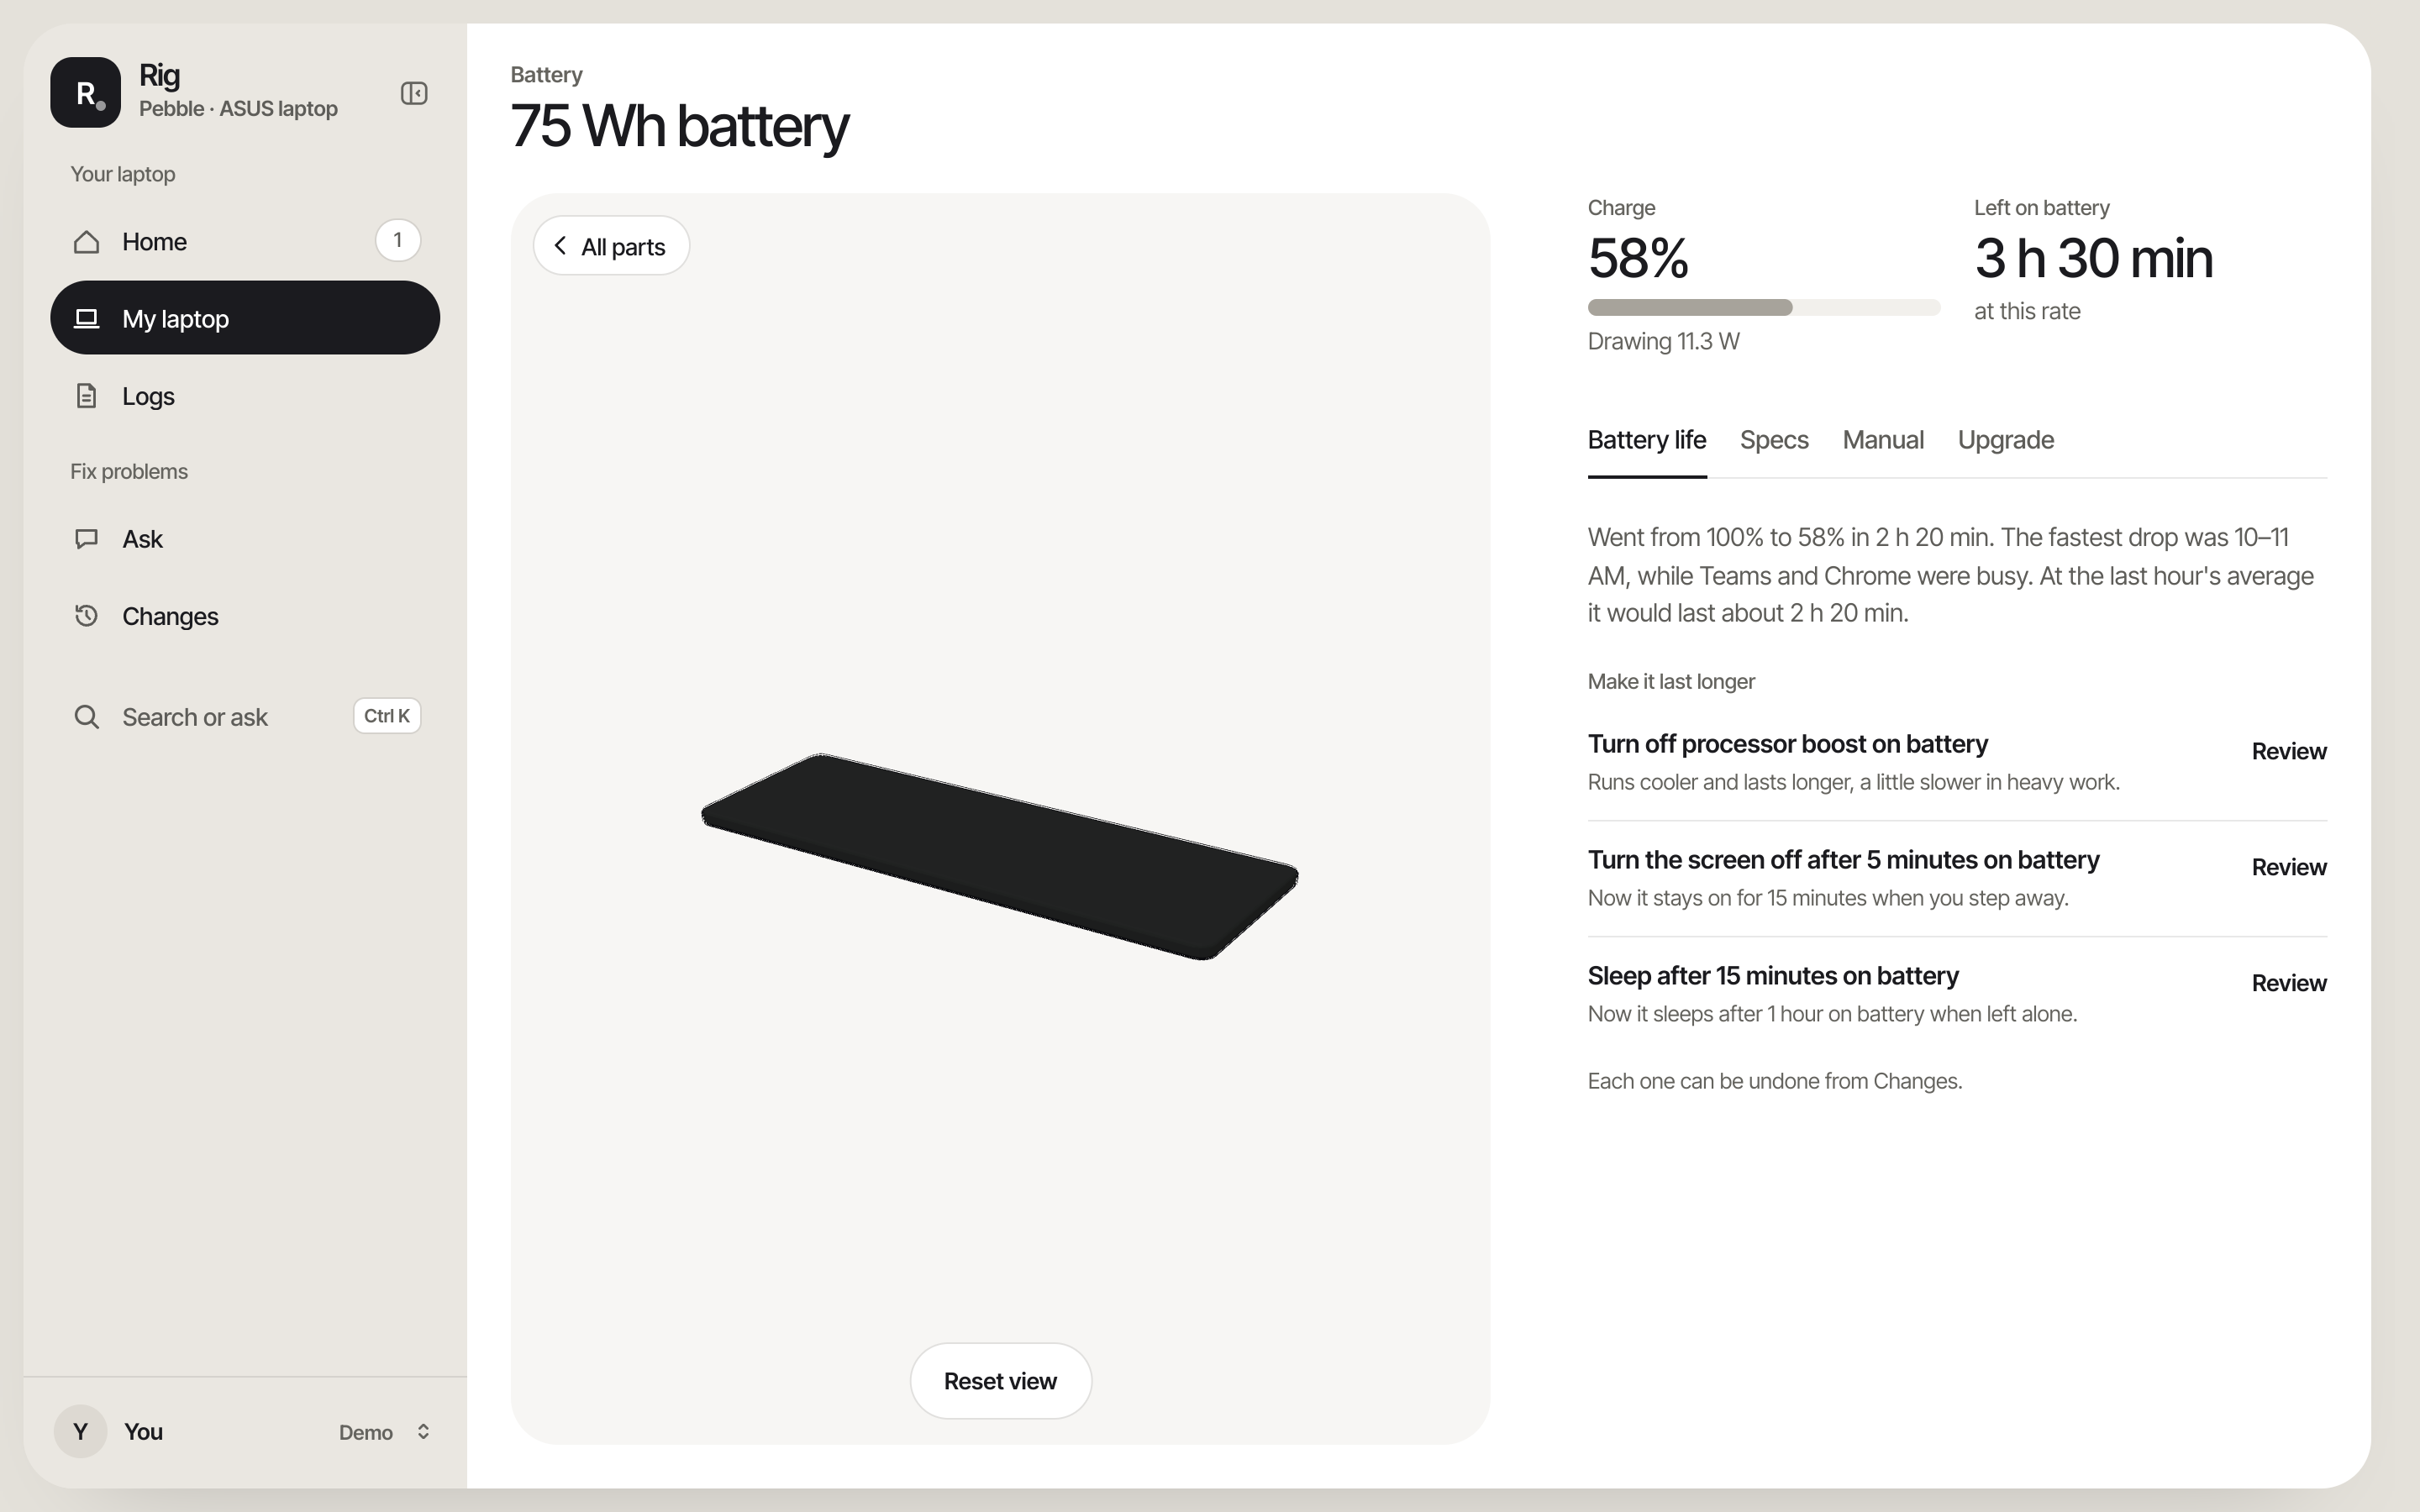 R.
Rig
Pebble · ASUS laptop
Your laptop
Home
1
My laptop
Logs
Fix problems
Ask
Changes
Search or ask
Ctrl K
Y
You
Demo
Battery
75 Wh battery
All parts
Reset view
Charge
58%
Drawing 11.3 W
Left on battery
3 h 30 min
at this rate
Battery life
Specs
Manual
Upgrade
Went from 100% to 58% in 2 h 20 min. The fastest drop was 10–11
AM, while Teams and Chrome were busy. At the last hour's average
it would last about 2 h 20 min.
Make it last longer
Turn off processor boost on battery
Runs cooler and lasts longer, a little slower in heavy work.
Review
Turn the screen off after 5 minutes on battery
Now it stays on for 15 minutes when you step away.
Review
Sleep after 15 minutes on battery
Now it sleeps after 1 hour on battery when left alone.
Review
Each one can be undone from Changes.